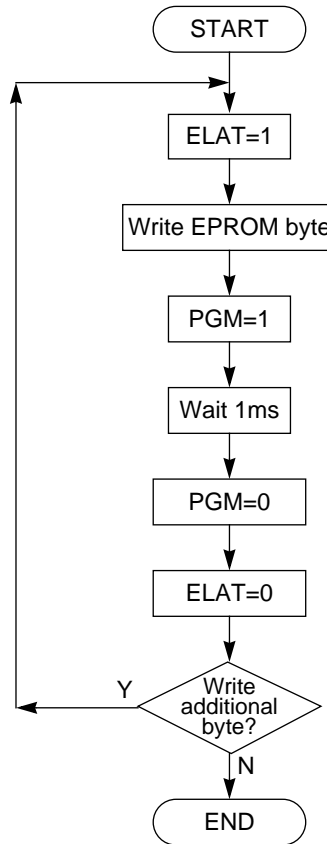 START
ELAT=1
Write EPROM byte
PGM=1
Wait 1ms
PGM=0
ELAT=0
Y
Write
additional
byte?
N
END